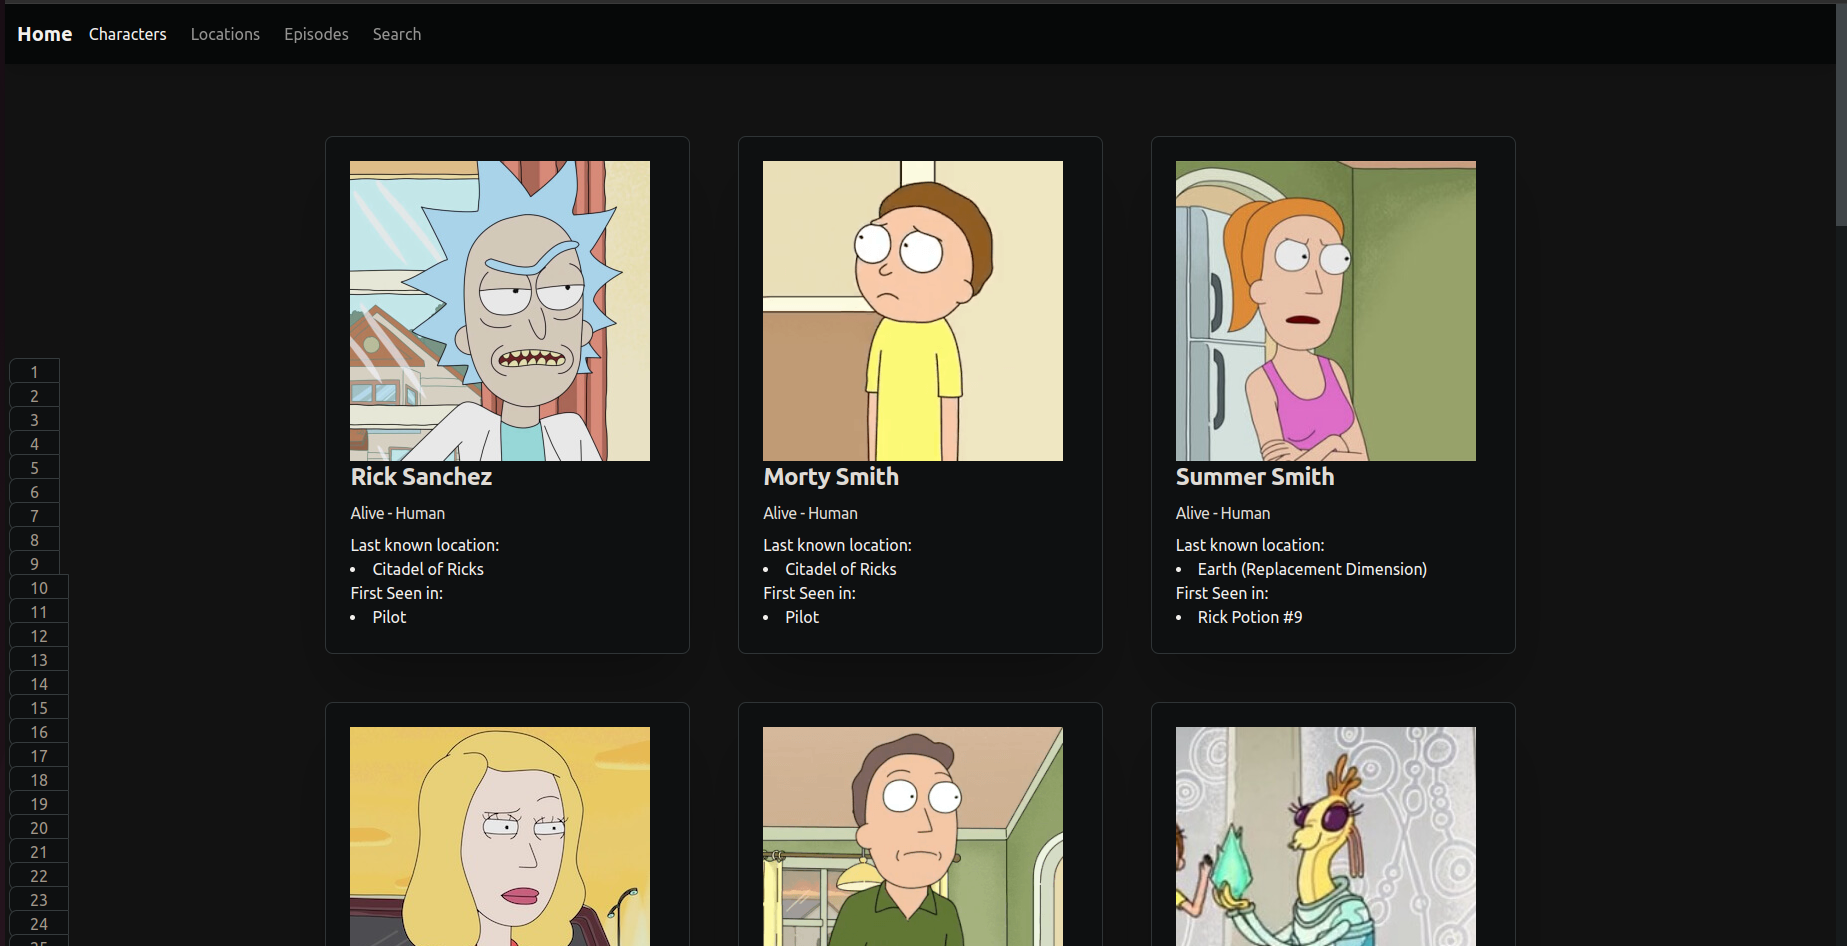 Home Characters Locations Episodes Search
Rick Sanchez
Alive - Human
Last known location:
• Citadel of Ricks
First Seen in:
• Pilot
Morty Smith
Alive - Human
Last known location:
• Citadel of Ricks
First Seen in:
• Pilot
Summer Smith
Alive - Human
Last known location:
• Earth (Replacement Dimension)
First Seen in:
• Rick Potion #9
1
2
3
4
5
6
7
8
9
10
11
12
13
14
15
16
17
18
19
20
21
22
23
24